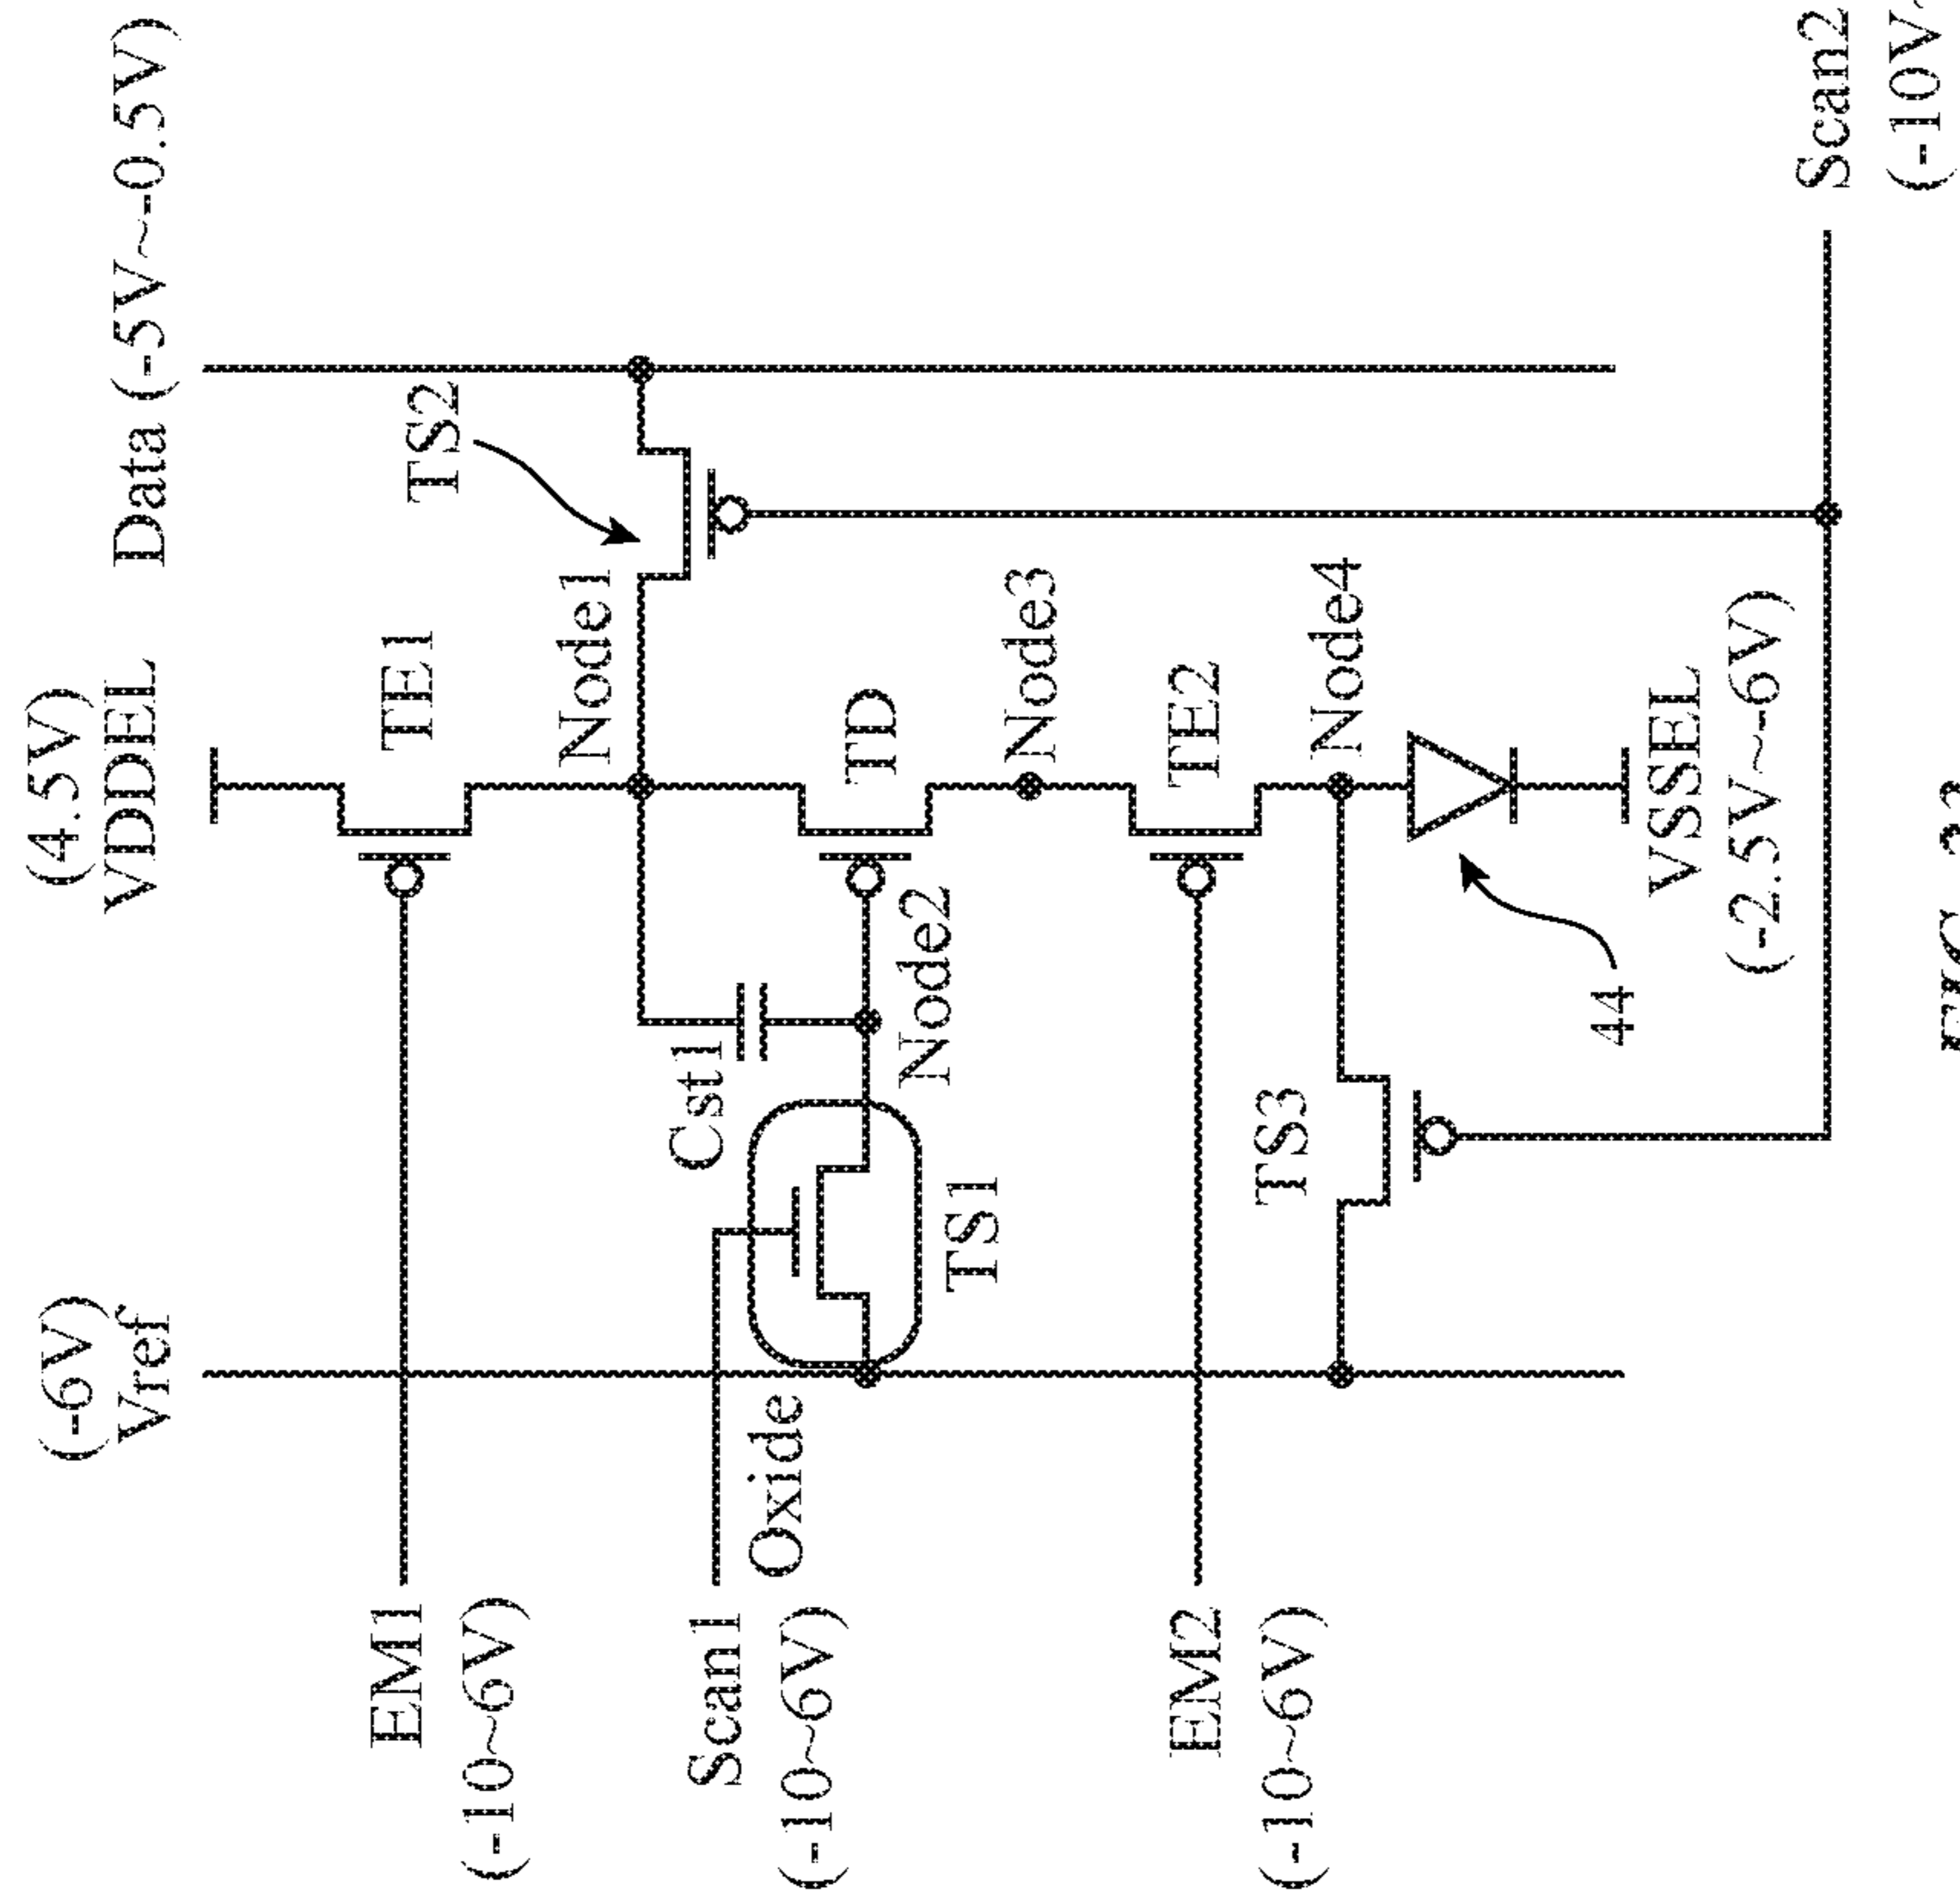 (4.5V)
VDDEL
Data (-5V~-0.5V)
(-6V)
Vref
TE1
TS2
EM1
(-10~6V)
Node1
Cst1
Scan1
(-10~6V)
Oxide
TD
Node2
TS1
Node3
TE2
EM2
(-10~6V)
Node4
TS3
44
VSSEL
(-2.5V~-6V)
Scan2
(-10V~